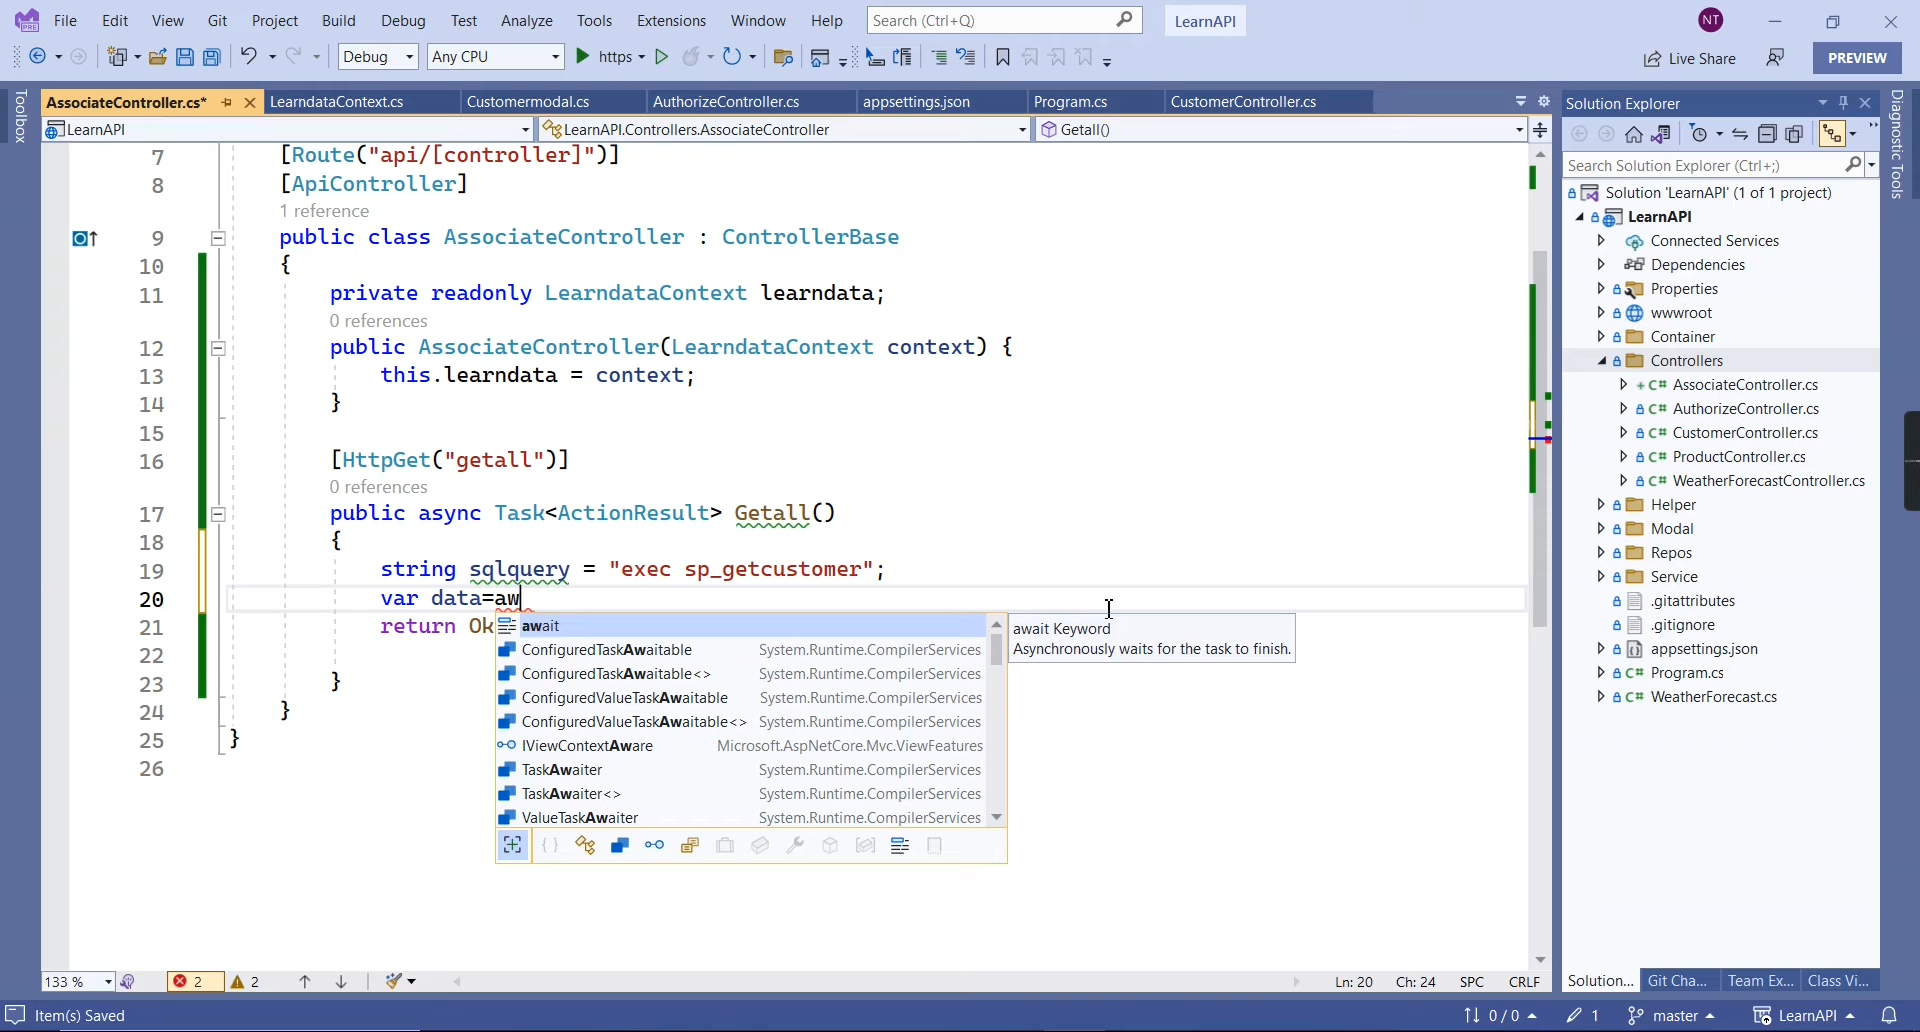 File Edit View Git Project Build Debug Test Analyze Tools Extensions Window Help Search (Ctrl+Q) LearnAPI NT
Debug Any CPU https Live Share PREVIEW
Toolbox
AssociateController.cs* LearndataContext.cs Customermodal.cs AuthorizeController.cs appsettings.json Program.cs CustomerController.cs
LearnAPI LearnAPI.Controllers.AssociateController Getall()
7 [Route("api/[controller]")]
8 [ApiController]
1 reference
9 public class AssociateController : ControllerBase
10 {
11 private readonly LearndataContext learndata;
0 references
12 public AssociateController(LearndataContext context) {
13 this.learndata = context;
14 }
15
16 [HttpGet("getall")]
0 references
17 public async Task<ActionResult> Getall()
18 {
19 string sqlquery = "exec sp_getcustomer";
20 var data=aw
21 return Ok
22
23 }
24 }
25 }
26
await
ConfiguredTaskAwaitable System.Runtime.CompilerServices
ConfiguredTaskAwaitable<> System.Runtime.CompilerServices
ConfiguredValueTaskAwaitable System.Runtime.CompilerServices
ConfiguredValueTaskAwaitable<> System.Runtime.CompilerServices
IViewContextAware Microsoft.AspNetCore.Mvc.ViewFeatures
TaskAwaiter System.Runtime.CompilerServices
TaskAwaiter<> System.Runtime.CompilerServices
ValueTaskAwaiter System.Runtime.CompilerServices
await Keyword
Asynchronously waits for the task to finish.
133 % 2 2 Ln: 20 Ch: 24 SPC CRLF
Solution Explorer
Search Solution Explorer (Ctrl+;)
Solution 'LearnAPI' (1 of 1 project)
LearnAPI
Connected Services
Dependencies
Properties
wwwroot
Container
Controllers
C# AssociateController.cs
C# AuthorizeController.cs
C# CustomerController.cs
C# ProductController.cs
C# WeatherForecastController.cs
Helper
Modal
Repos
Service
.gitattributes
.gitignore
appsettings.json
C# Program.cs
C# WeatherForecast.cs
Solution... Git Cha... Team Ex... Class Vi...
Diagnostic Tools
Item(s) Saved 0 / 0 1 master LearnAPI